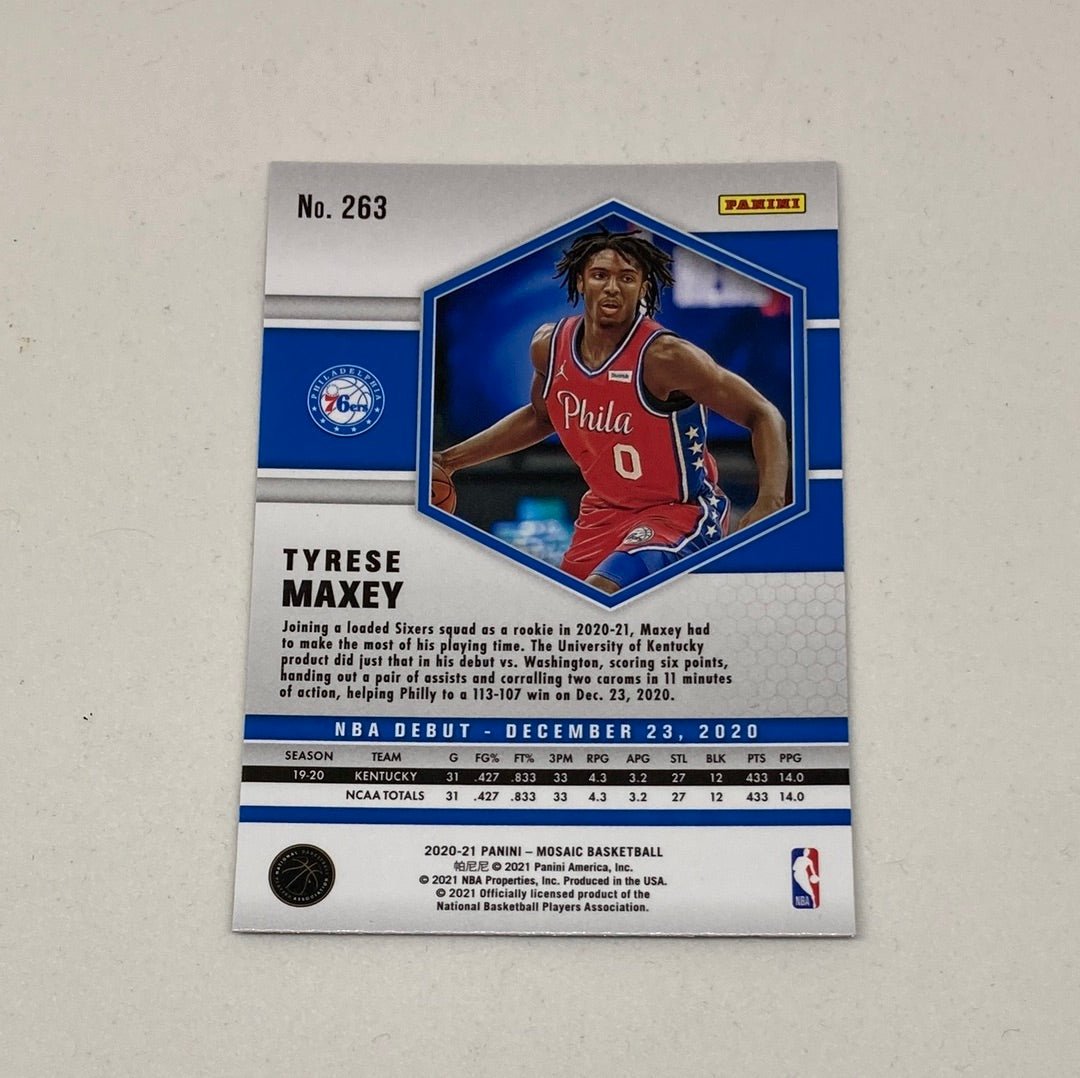 No. 263
PANINI
PHILADELPHIA
76ers
Phila
0
TYRESE
MAXEY
Joining a loaded Sixers squad as a rookie in 2020-21, Maxey had
to make the most of his playing time. The University of Kentucky
product did just that in his debut vs. Washington, scoring six points,
handing out a pair of assists and corralling two caroms in 11 minutes
of action, helping Philly to a 113-107 win on Dec. 23, 2020.
NBA DEBUT - DECEMBER 23, 2020
SEASON TEAM G FG% FT% 3PM RPG APG STL BLK PTS PPG
19-20 KENTUCKY 31 .427 .833 33 4.3 3.2 27 12 433 14.0
NCAA TOTALS 31 .427 .833 33 4.3 3.2 27 12 433 14.0
2020-21 PANINI – MOSAIC BASKETBALL
帕尼尼 © 2021 Panini America, Inc.
© 2021 NBA Properties, Inc. Produced in the USA.
© 2021 Officially licensed product of the
National Basketball Players Association.
NBA